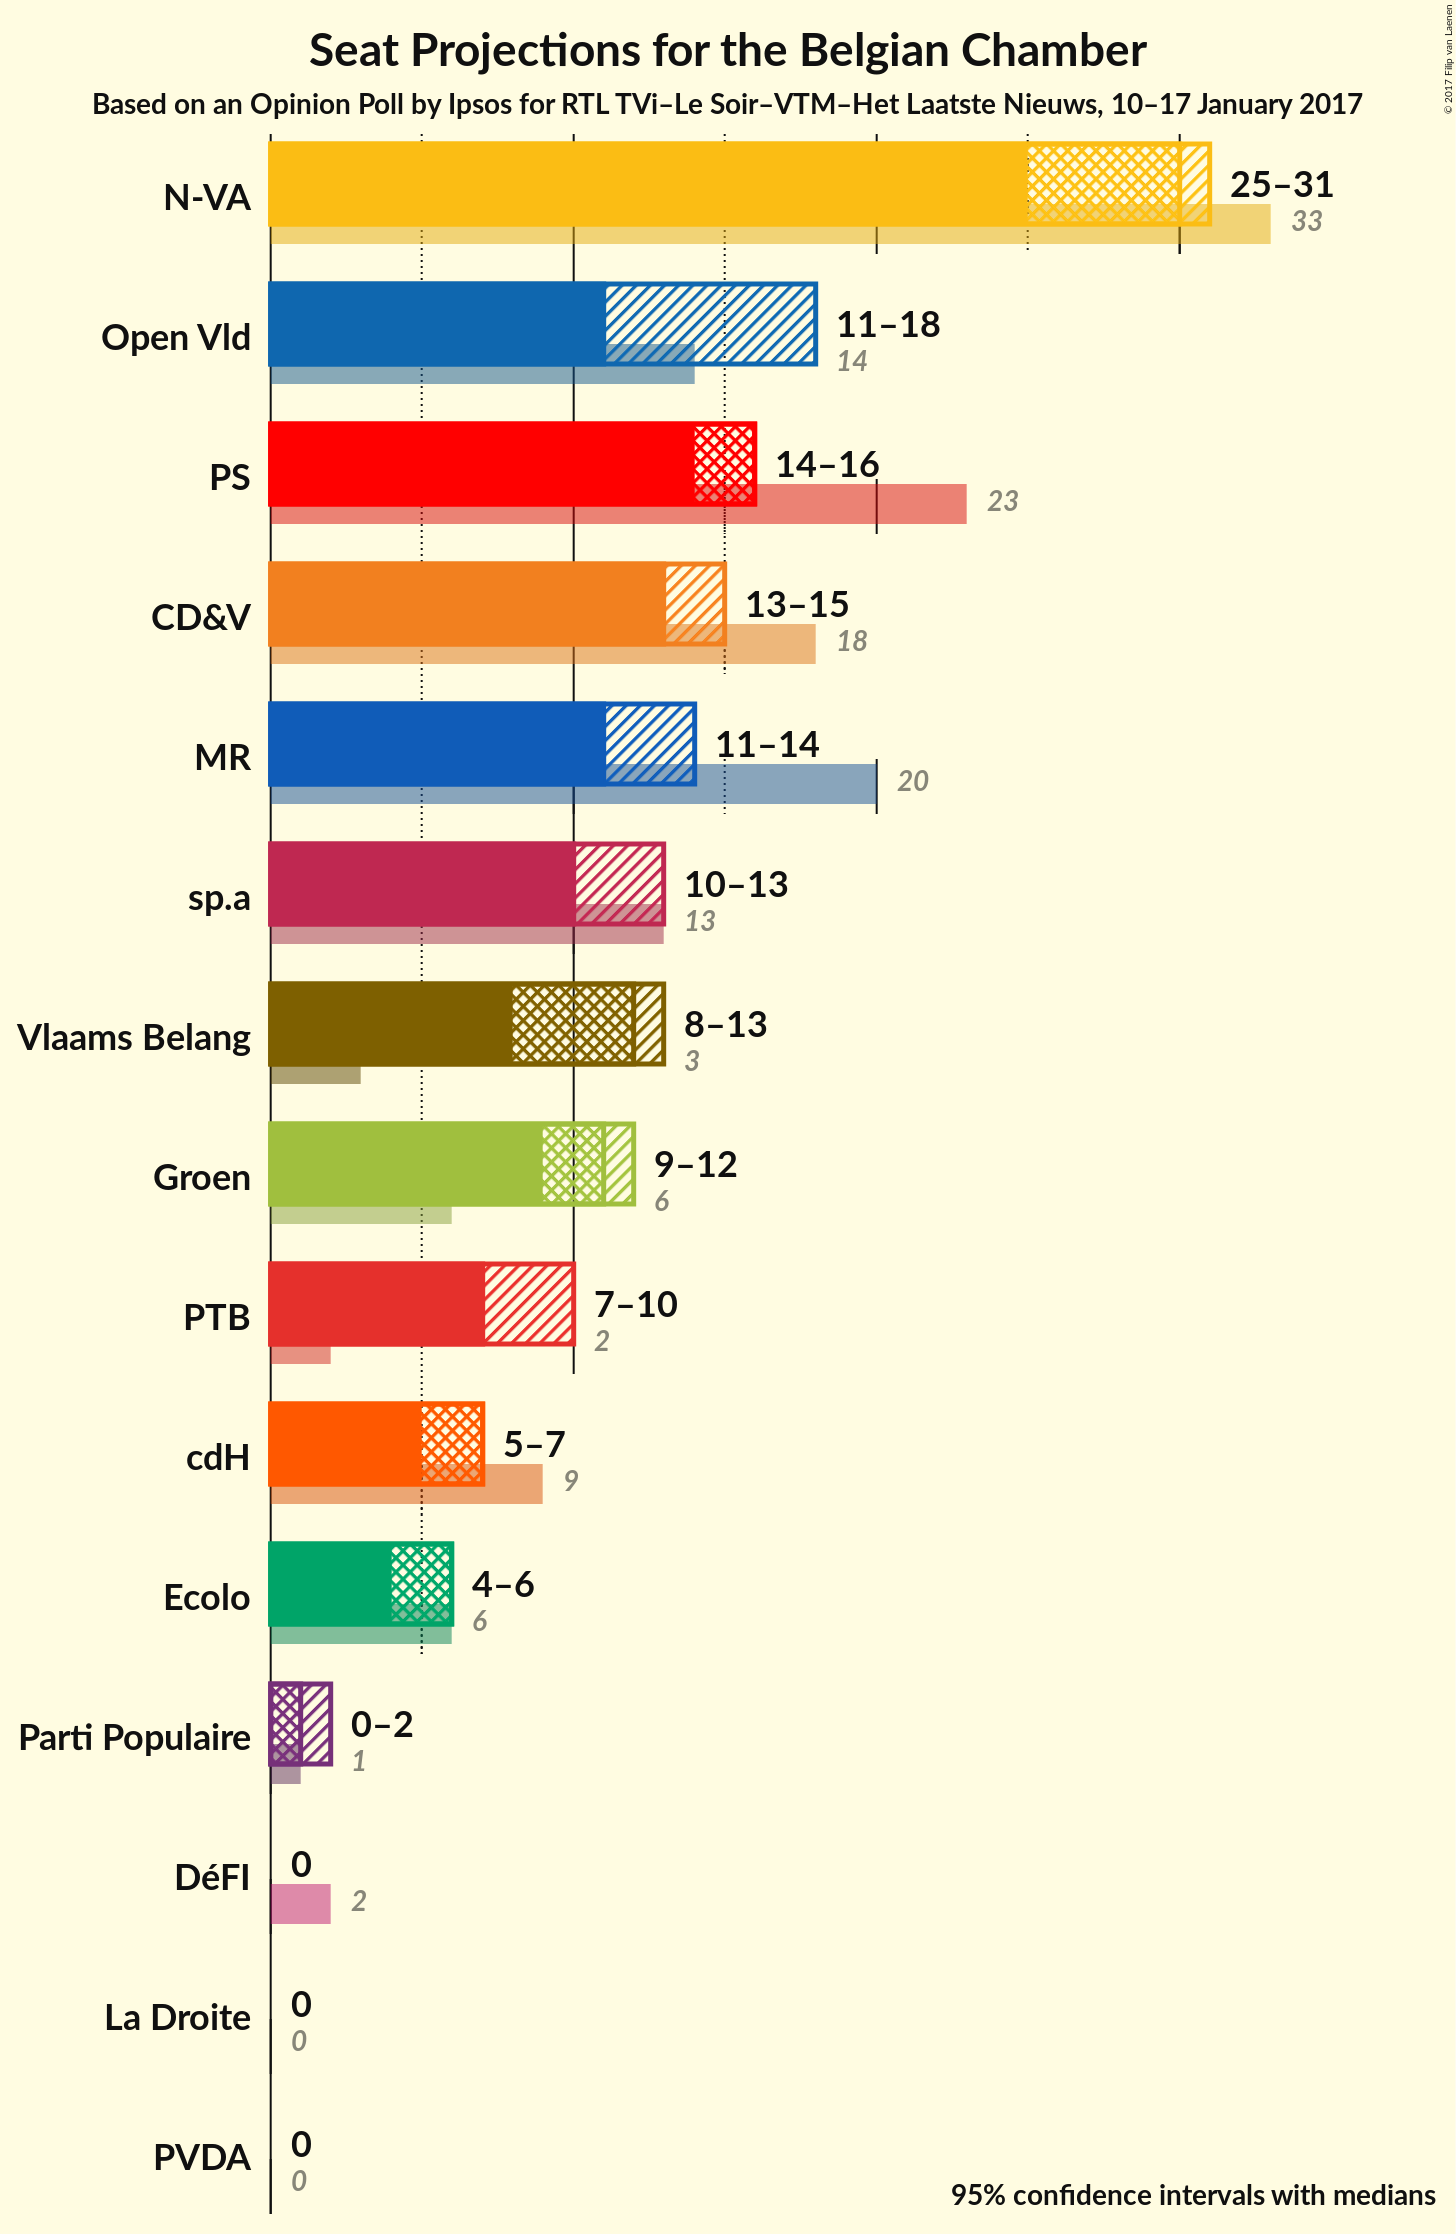 Seat Projections for the Belgian Chamber
Based on an Opinion Poll by Ipsos for RTL TVi–Le Soir–VTM–Het Laatste Nieuws, 10–17 January 2017
© 2017 Filip van Laenen
N-VA
25–31
33
Open Vld
11–18
14
PS
14–16
23
CD&V
13–15
18
MR
11–14
20
sp.a
10–13
13
Vlaams Belang
8–13
3
Groen
9–12
6
PTB
7–10
2
cdH
5–7
9
Ecolo
4–6
6
Parti Populaire
0–2
1
DéFI
0
2
La Droite
0
0
PVDA
0
0
95% confidence intervals with medians